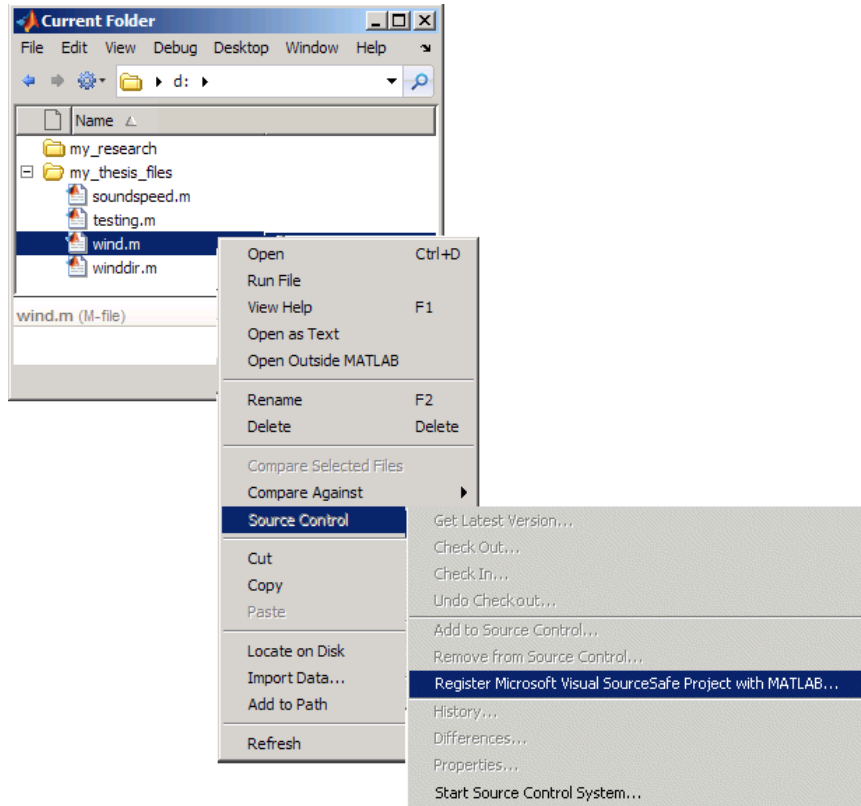 Current Folder
File Edit View Debug Desktop Window Help
d:
Name
my_research
my_thesis_files
soundspeed.m
testing.m
wind.m
winddir.m
wind.m (M-file)
Open Ctrl+D
Run File
View Help F1
Open as Text
Open Outside MATLAB
Rename F2
Delete Delete
Compare Selected Files
Compare Against
Source Control
Cut
Copy
Paste
Locate on Disk
Import Data...
Add to Path
Refresh
Get Latest Version...
Check Out...
Check In...
Undo Checkout...
Add to Source Control...
Remove from Source Control...
Register Microsoft Visual SourceSafe Project with MATLAB...
History...
Differences...
Properties...
Start Source Control System...